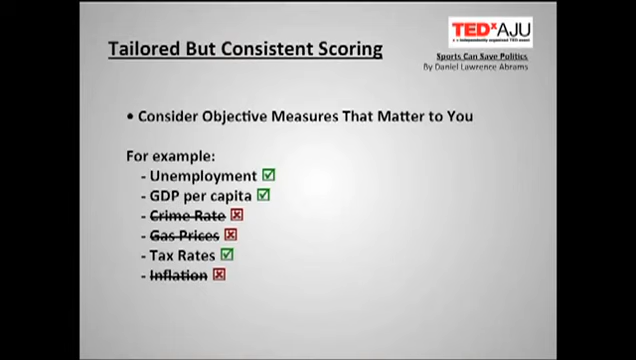 Tailored But Consistent Scoring
TEDxAJU
x = independently organized TED event
Sports Can Save Politics
By Daniel Lawrence Abrams
• Consider Objective Measures That Matter to You
For example:
- Unemployment ☑
- GDP per capita ☑
- Crime Rate ☒
- Gas Prices ☒
- Tax Rates ☑
- Inflation ☒